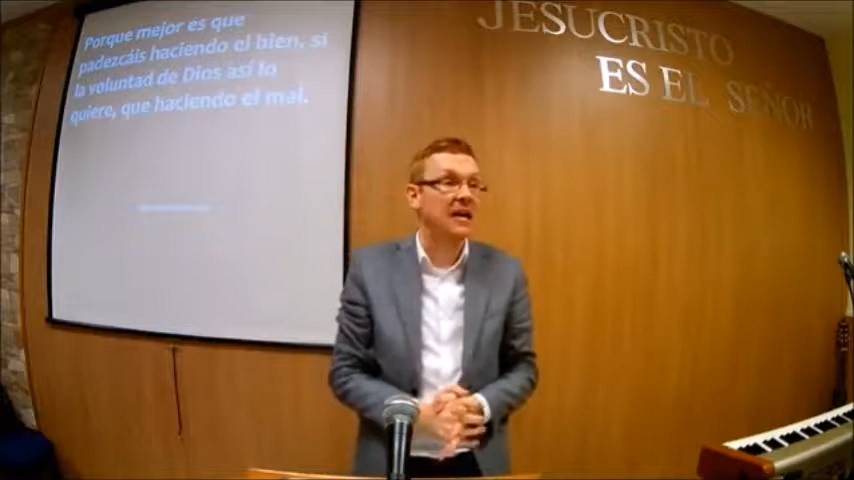 Porque mejor es que
padezcáis haciendo el bien, si
la voluntad de Dios así lo
quiere, que haciendo el mal.
JESUCRISTO
ES EL SEÑOR